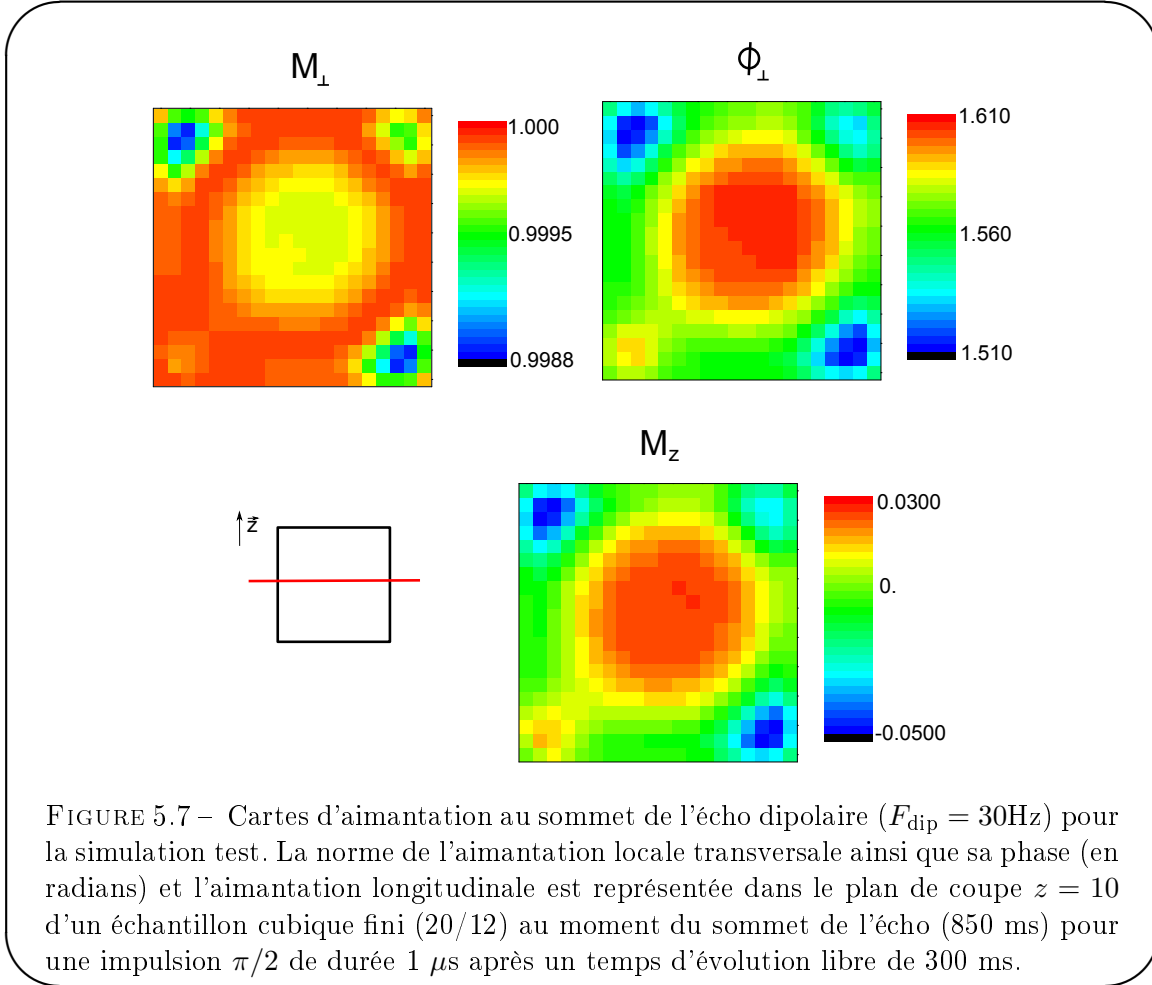 M⊥
1.000
0.9995
0.9988
ϕ⊥
1.610
1.560
1.510
z⃗
M_z
0.0300
0.
-0.0500
FIGURE 5.7 – Cartes d'aimantation au sommet de l'écho dipolaire (F_dip = 30Hz) pour
la simulation test. La norme de l'aimantation locale transversale ainsi que sa phase (en
radians) et l'aimantation longitudinale est représentée dans le plan de coupe z = 10
d'un échantillon cubique fini (20/12) au moment du sommet de l'écho (850 ms) pour
une impulsion π/2 de durée 1 μs après un temps d'évolution libre de 300 ms.